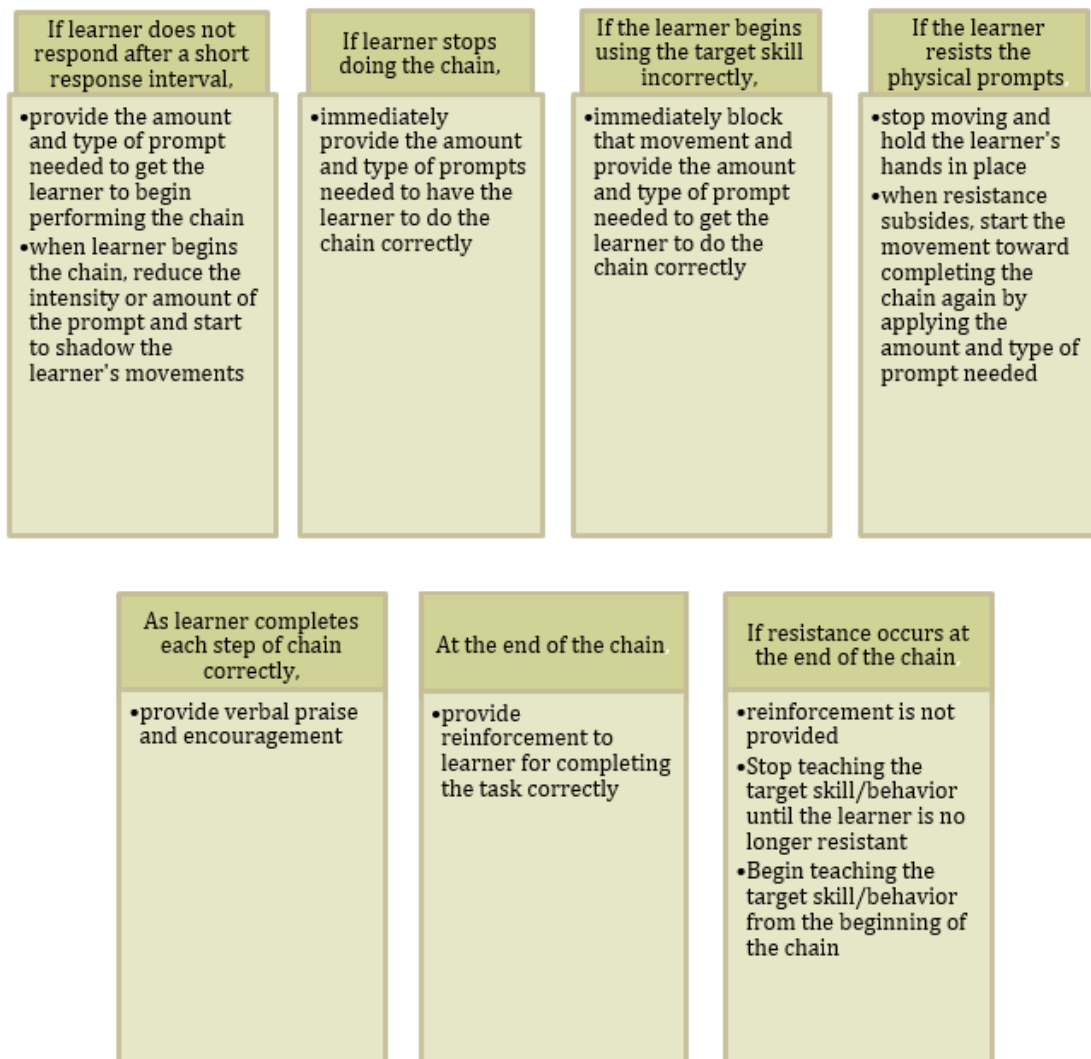 If learner does not
respond after a short
response interval,
•provide the amount
and type of prompt
needed to get the
learner to begin
performing the chain
•when learner begins
the chain, reduce the
intensity or amount of
the prompt and start
to shadow the
learner's movements
If learner stops
doing the chain,
•immediately
provide the amount
and type of prompts
needed to have the
learner to do the
chain correctly
If the learner begins
using the target skill
incorrectly,
•immediately block
that movement and
provide the amount
and type of prompt
needed to get the
learner to do the
chain correctly
If the learner
resists the
physical prompts,
•stop moving and
hold the learner's
hands in place
•when resistance
subsides, start the
movement toward
completing the
chain again by
applying the
amount and type of
prompt needed
As learner completes
each step of chain
correctly,
•provide verbal praise
and encouragement
At the end of the chain,
•provide
reinforcement to
learner for completing
the task correctly
If resistance occurs at
the end of the chain,
•reinforcement is not
provided
•Stop teaching the
target skill/behavior
until the learner is no
longer resistant
•Begin teaching the
target skill/behavior
from the beginning of
the chain